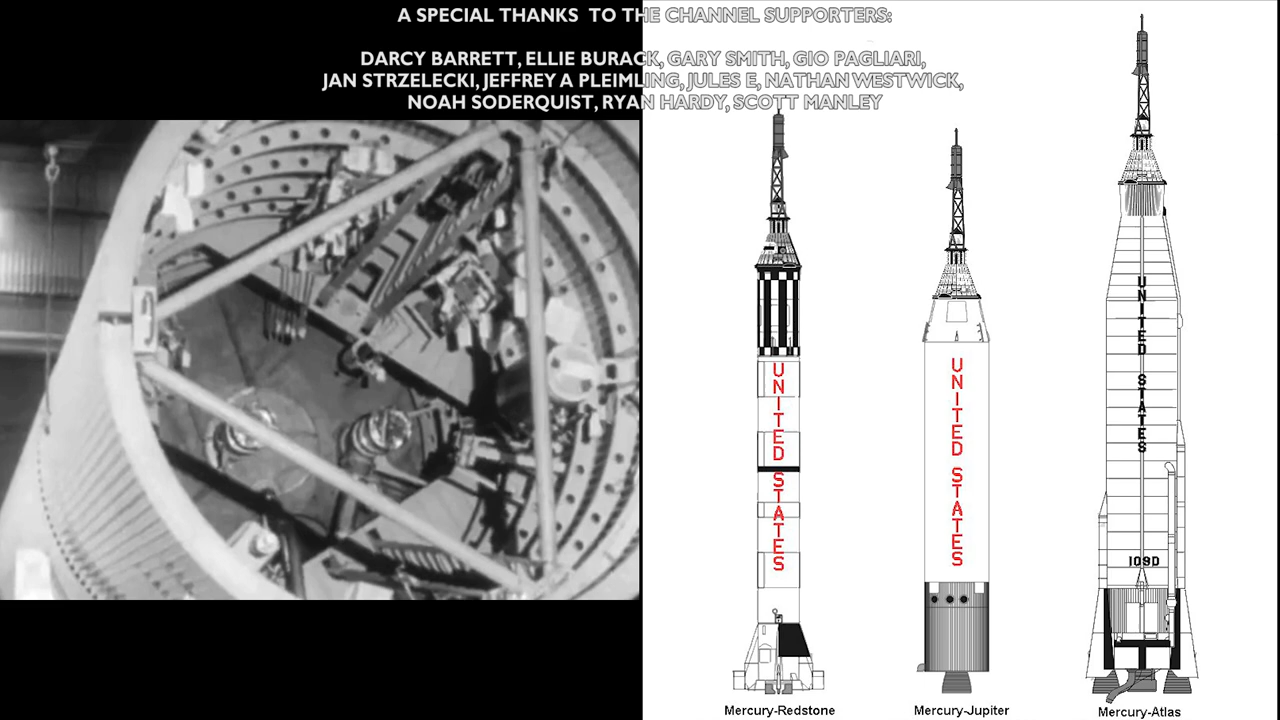 A SPECIAL THANKS  TO THE CHANNEL SUPPORTERS:
DARCY BARRETT, ELLIE BURACK, GARY SMITH, GIO PAGLIARI,
JAN STRZELECKI, JEFFREY A PLEIMLING, JULES E, NATHAN WESTWICK,
NOAH SODERQUIST, RYAN HARDY, SCOTT MANLEY
UNITED STATES
UNITED STATES
UNITED STATES
109D
Mercury-Redstone
Mercury-Jupiter
Mercury-Atlas